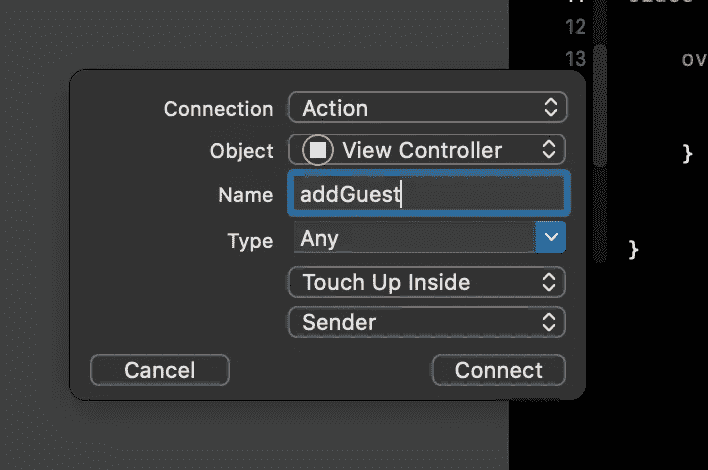 12
13
ov
}
}
Connection Action
Object View Controller
Name addGuest
Type Any
Touch Up Inside
Sender
Cancel Connect